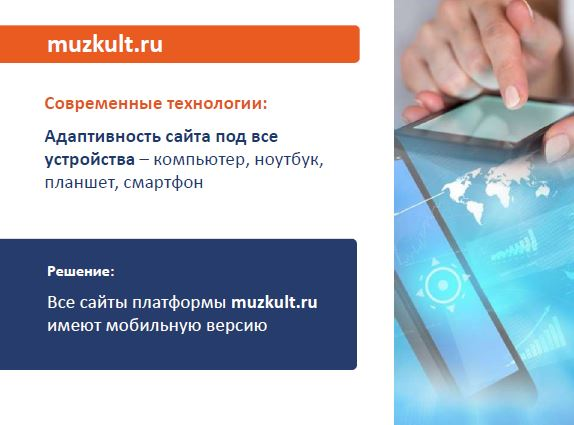 muzkult.ru
Современные технологии:
Адаптивность сайта под все
устройства – компьютер, ноутбук,
планшет, смартфон
Решение:
Все сайты платформы muzkult.ru
имеют мобильную версию